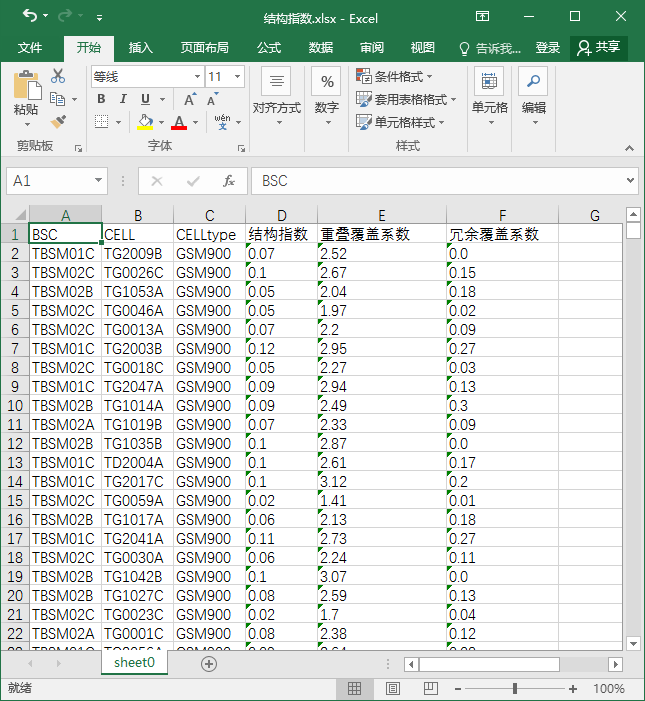 结构指数.xlsx - Excel
文件 开始 插入 页面布局 公式 数据 审阅 视图 告诉我... 登录 共享
等线 11
粘贴 B I U A A 对齐方式 % 数字 条件格式 套用表格格式 单元格样式 单元格 编辑
A wén 文
剪贴板 字体 样式
A1 fx BSC
A B C D E F G
1 BSC CELL CELLtype 结构指数 重叠覆盖系数 冗余覆盖系数
2 TBSM01C TG2009B GSM900 0.07 2.52 0.0
3 TBSM02C TG0026C GSM900 0.1 2.67 0.15
4 TBSM02B TG1053A GSM900 0.05 2.04 0.18
5 TBSM02C TG0046A GSM900 0.05 1.97 0.02
6 TBSM02C TG0013A GSM900 0.07 2.2 0.09
7 TBSM01C TG2003B GSM900 0.12 2.95 0.27
8 TBSM02C TG0018C GSM900 0.05 2.27 0.03
9 TBSM01C TG2047A GSM900 0.09 2.94 0.13
10 TBSM02B TG1014A GSM900 0.09 2.49 0.3
11 TBSM02A TG1019B GSM900 0.07 2.33 0.09
12 TBSM02B TG1035B GSM900 0.1 2.87 0.0
13 TBSM01C TD2004A GSM900 0.1 2.61 0.17
14 TBSM01C TG2017C GSM900 0.1 3.12 0.2
15 TBSM02C TG0059A GSM900 0.02 1.41 0.01
16 TBSM02B TG1017A GSM900 0.06 2.13 0.18
17 TBSM01C TG2041A GSM900 0.11 2.73 0.27
18 TBSM02C TG0030A GSM900 0.06 2.24 0.11
19 TBSM02B TG1042B GSM900 0.1 3.07 0.0
20 TBSM02B TG1027C GSM900 0.08 2.59 0.13
21 TBSM02C TG0023C GSM900 0.02 1.7 0.04
22 TBSM02A TG0001C GSM900 0.08 2.38 0.12
sheet0
就绪 100%